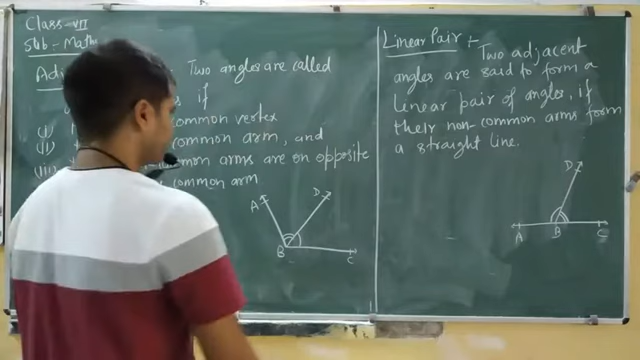 Class-VII
Sub - Maths
Adj
Two angles are called
if
(i) common vertex
(ii) common arm, and
(iii) common arms are on opposite
common arm.
A
D
B
C
Linear Pair :-
Two adjacent
angles are said to form a
Linear pair of angles, if
their non-common arms form
a straight line.
D
A
B
C